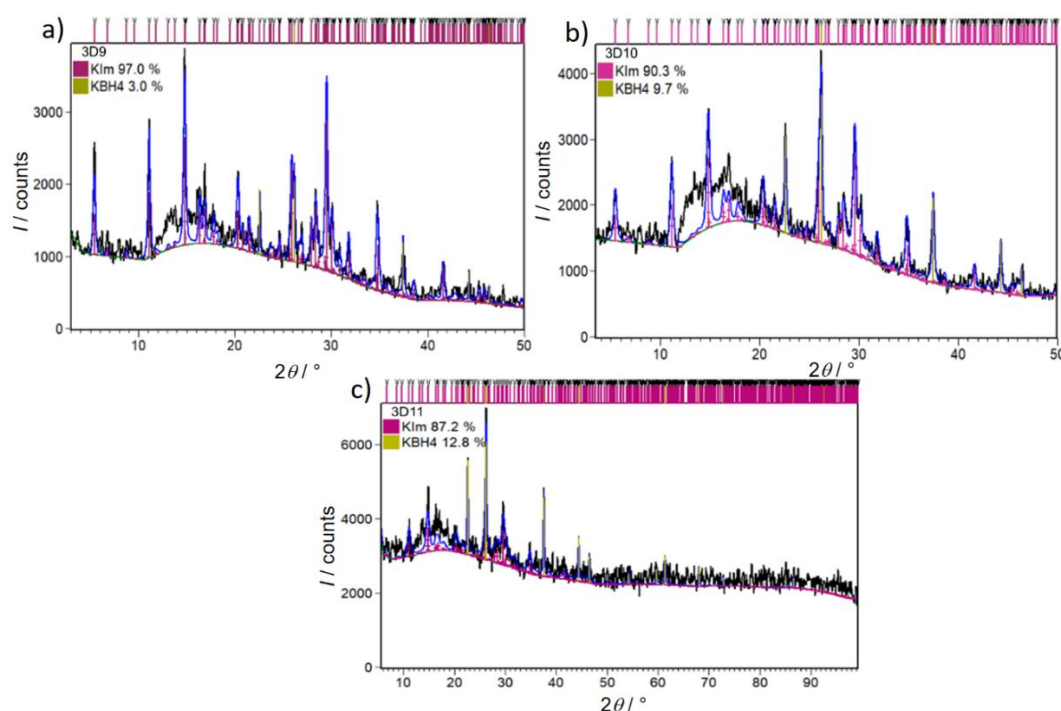 a)
3D9
KIm 97.0 %
KBH4 3.0 %
3000
2000
1000
0
I / counts
10 20 30 40 50
2θ / °
b)
3D10
KIm 90.3 %
KBH4 9.7 %
4000
3000
2000
1000
0
I / counts
10 20 30 40 50
2θ / °
c)
3D11
KIm 87.2 %
KBH4 12.8 %
6000
4000
2000
0
I / counts
10 20 30 40 50 60 70 80 90
2θ / °